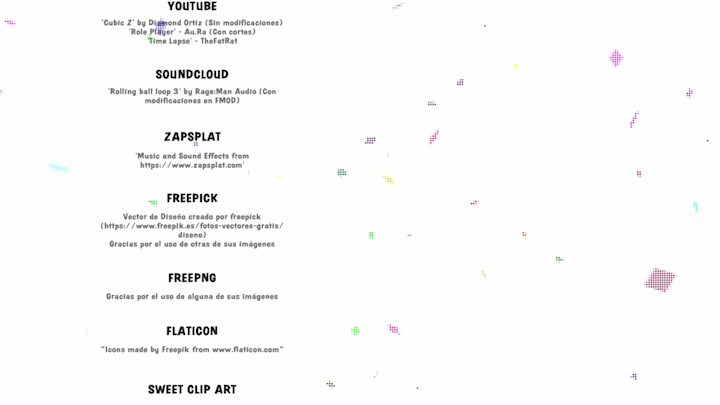 YOUTUBE
'Cubic Z' by Diamond Ortiz (Sin modificaciones)
'Role Player' - Au.Ra (Con cortes)
Time Lapse' - TheFatRat
SOUNDCLOUD
'Rolling ball loop 3' by Rage:Man Audio (Con
modificaciones en FMOD)
ZAPSPLAT
'Music and Sound Effects from
https://www.zapsplat.com'
FREEPICK
Vector de Diseño creado por freepick
(https://www.freepik.es/fotos-vectores-gratis/
diseno)
Gracias por el uso de otras de sus imágenes
FREEPNG
Gracias por el uso de alguna de sus imágenes
FLATICON
"Icons made by Freepik from www.flaticon.com"
SWEET CLIP ART